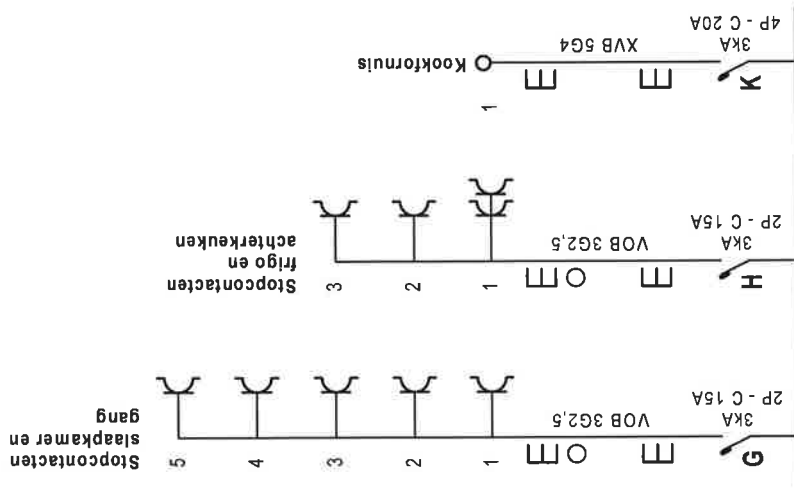 G
3kA
2P - C 15A
VOB 3G2,5
1 2 3 4 5
Stopcontacten
slaapkamer en
gang
H
3kA
2P - C 15A
VOB 3G2,5
1 2 3
Stopcontacten
frigo en
achterkeuken
K
3kA
4P - C 20A
XVB 5G4
1
Kookfornuis